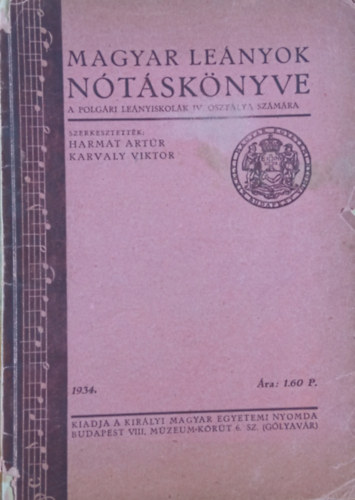 MAGYAR LEÁNYOK
NÓTÁSKÖNYVE
A POLGÁRI LEÁNYISKOLÁK IV. OSZTÁLYA SZÁMÁRA
SZERKESZTETTÉK:
HARMAT ARTÚR
KARVALY VIKTOR
1934.
Ára: 1.60 P.
KIADJA A KIRÁLYI MAGYAR EGYETEMI NYOMDA
BUDAPEST VIII, MÚZEUM-KÖRÚT 6. SZ. (GÓLYAVÁR)